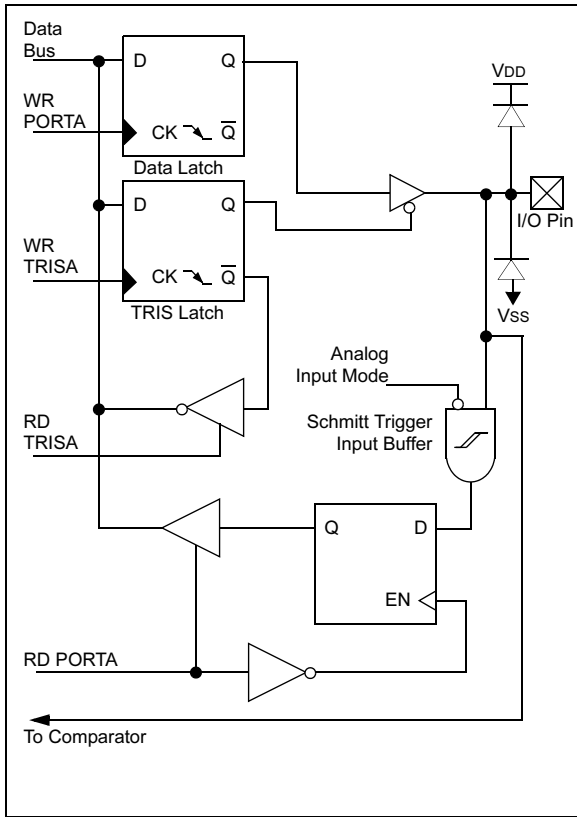 Data
Bus
D
Q
VDD
WR
PORTA
CK
Q
Data Latch
I/O Pin
D
Q
WR
TRISA
CK
Q
TRIS Latch
VSS
Analog
Input Mode
Schmitt Trigger
Input Buffer
RD
TRISA
Q
D
EN
RD PORTA
To Comparator